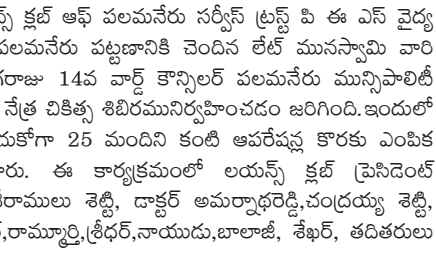 న్స్ క్లబ్ ఆఫ్ పలమనేరు సర్వీస్ ట్రస్ట్ పి ఈ ఎస్ వైద్య
పలమనేరు పట్టణానికి చెందిన లేట్ మునస్వామి వారి
గరాజు 14వ వార్డ్ కౌన్సిలర్ పలమనేరు మున్సిపాలిటీ
నేత్ర చికిత్స శిబిరమునిర్వహించడం జరిగింది.ఇందులో
చుకోగా 25 మందిని కంటి ఆపరేషన్ల కొరకు ఎంపిక
ారు. ఈ కార్యక్రమంలో లయన్స్ క్లబ్ ప్రెసిడెంట్
శ్రీరాములు శెట్టి, డాక్టర్ అమర్నాథరెడ్డి,చంద్రయ్య శెట్టి,
,రామ్మూర్తి,శ్రీధర్,నాయుడు,బాలాజీ, శేఖర్, తదితరులు